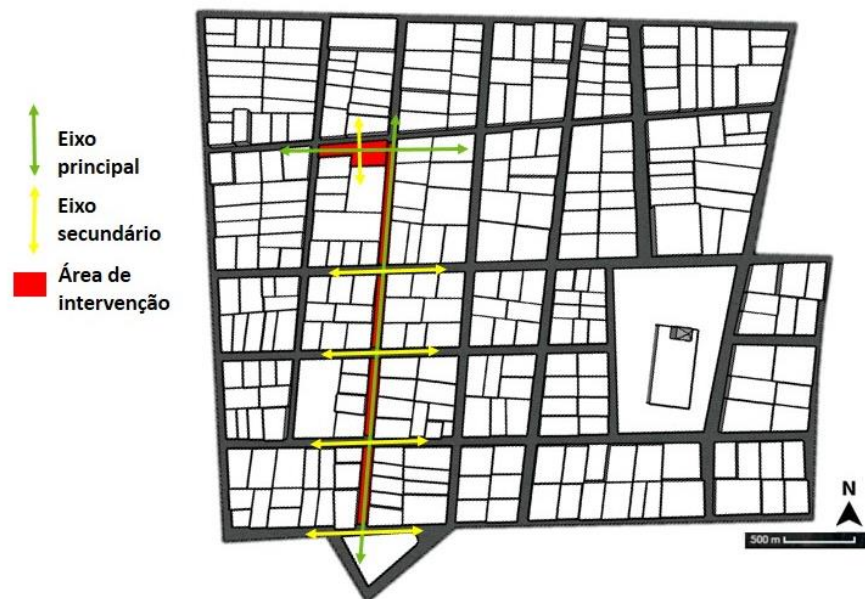 Eixo
principal
Eixo
secundário
Área de
intervenção
N
500 m